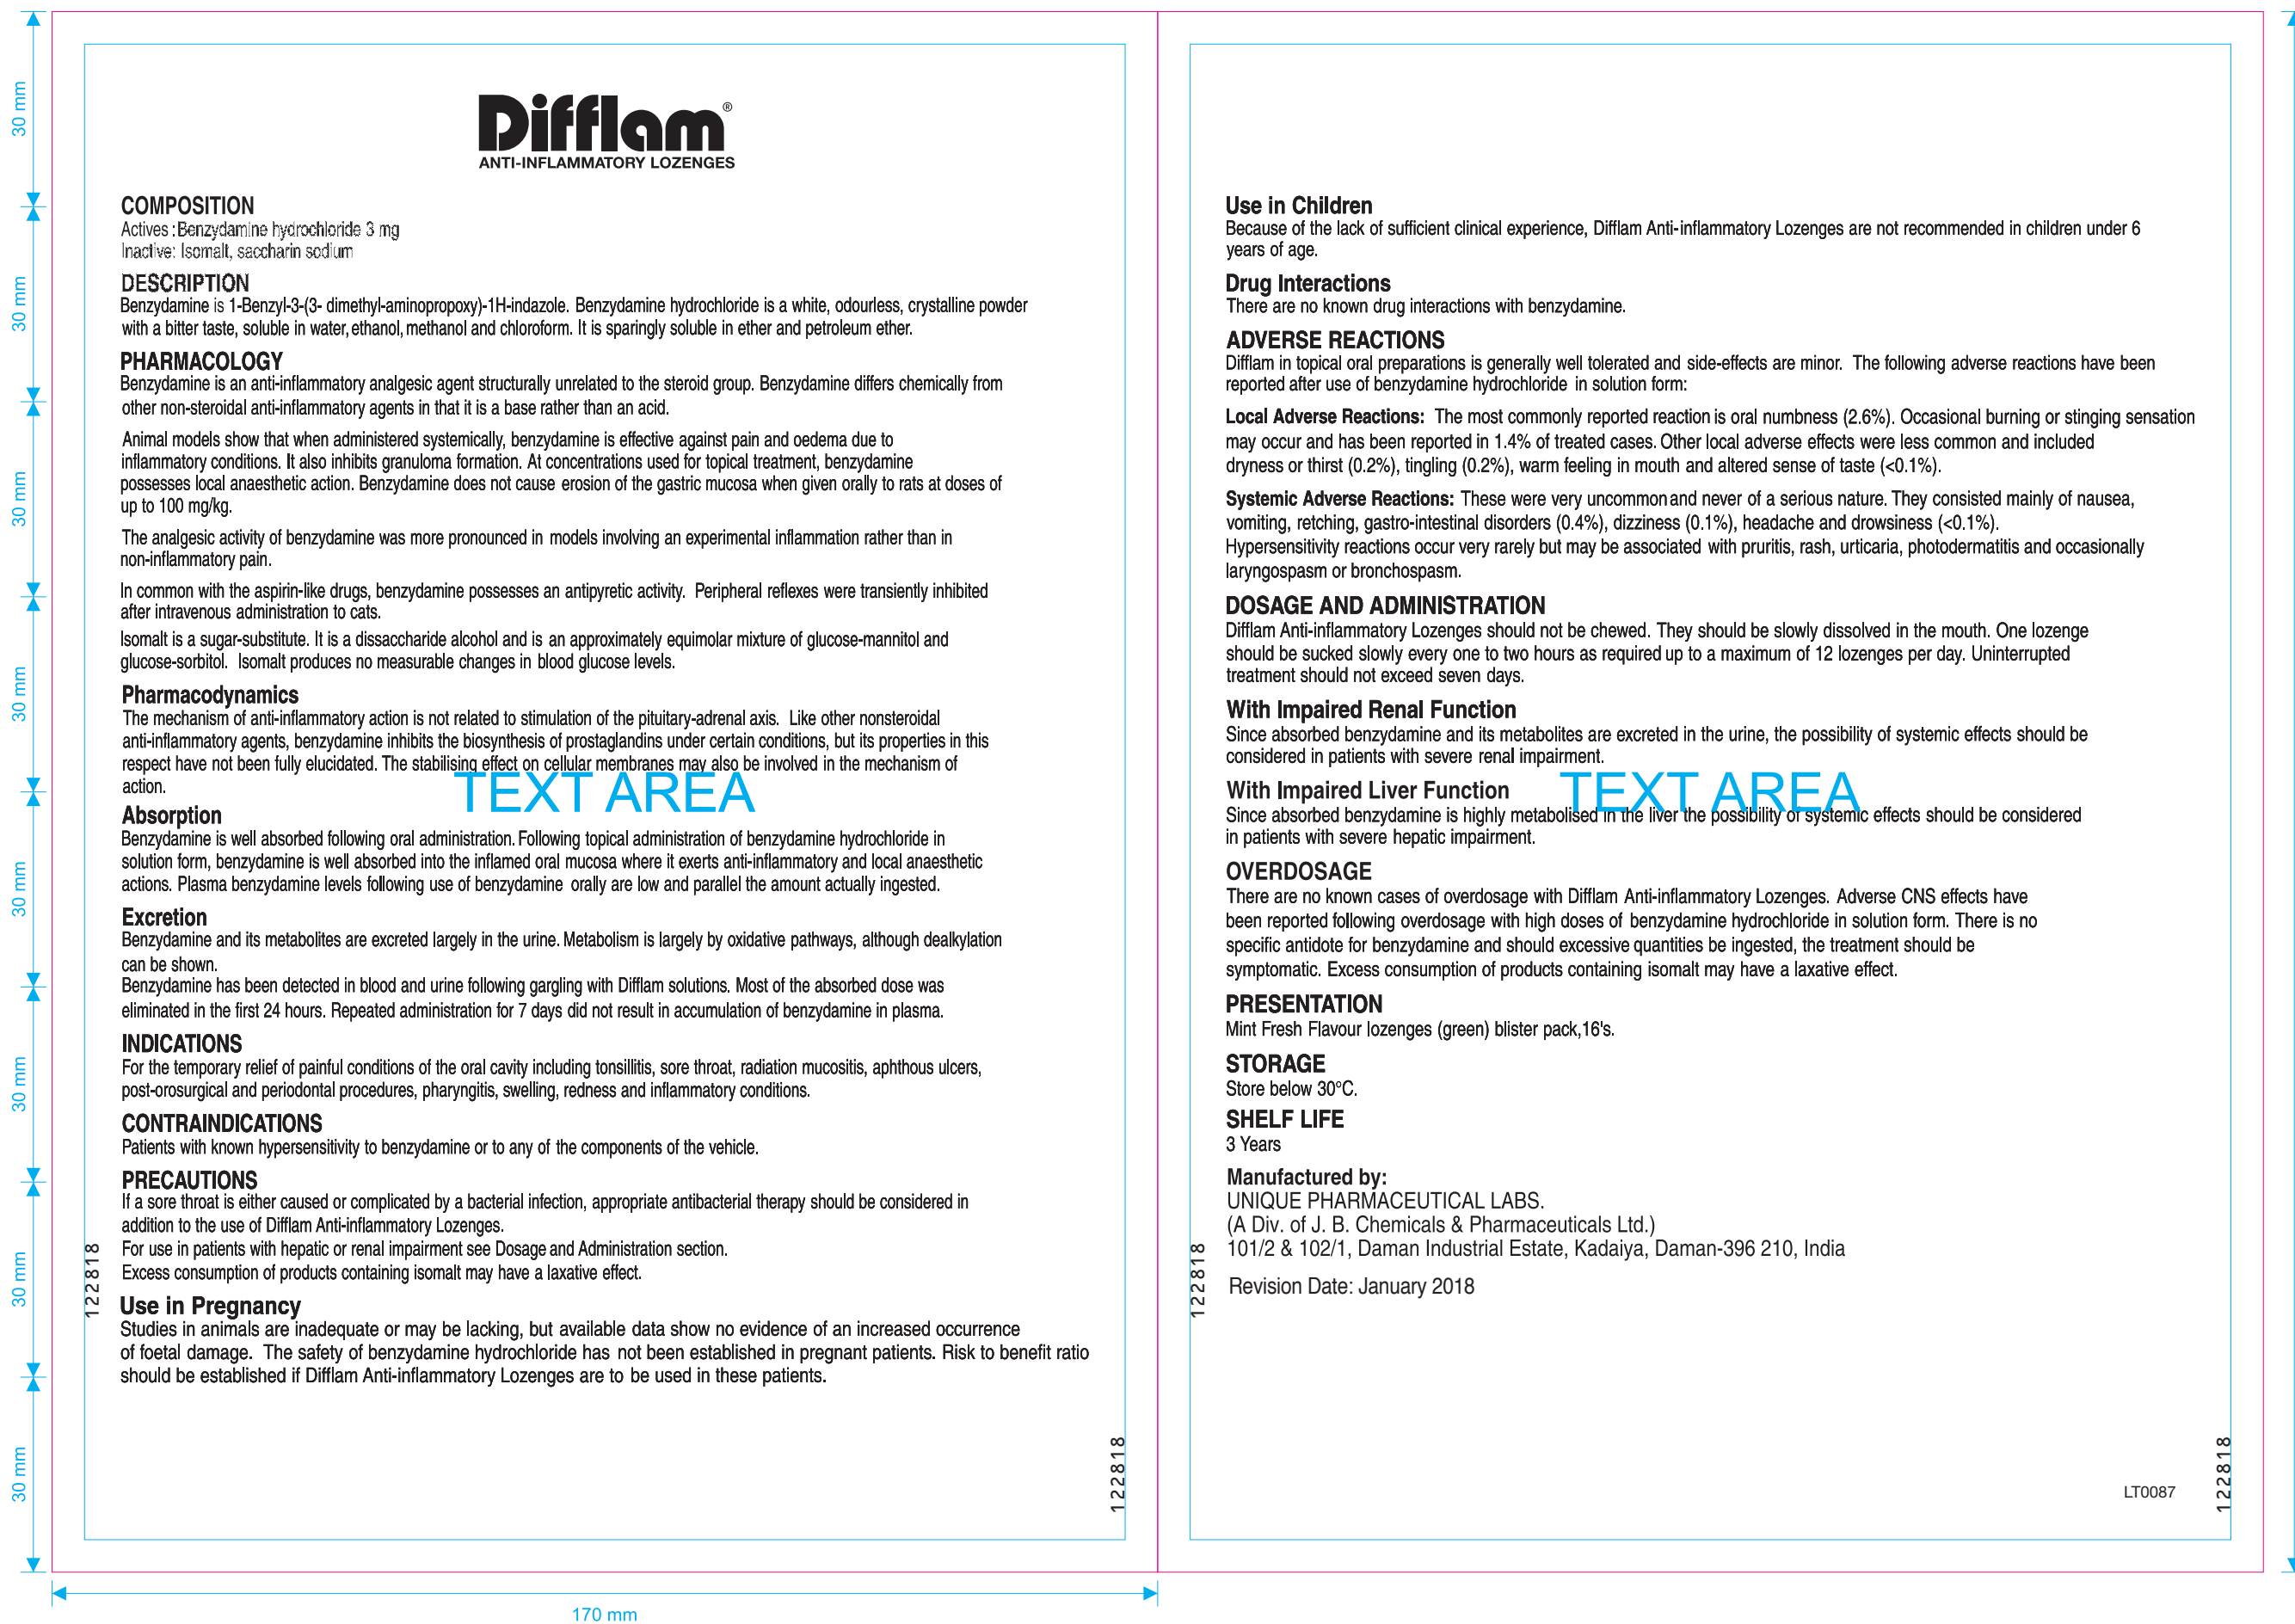 Difflam®
ANTI-INFLAMMATORY LOZENGES
COMPOSITION
Actives : Benzydamine hydrochloride 3 mg
Inactive: Isomalt, saccharin sodium
DESCRIPTION
Benzydamine is 1-Benzyl-3-(3- dimethyl-aminopropoxy)-1H-indazole. Benzydamine hydrochloride is a white, odourless, crystalline powder
with a bitter taste, soluble in water, ethanol, methanol and chloroform. It is sparingly soluble in ether and petroleum ether.
PHARMACOLOGY
Benzydamine is an anti-inflammatory analgesic agent structurally unrelated to the steroid group. Benzydamine differs chemically from
other non-steroidal anti-inflammatory agents in that it is a base rather than an acid.
Animal models show that when administered systemically, benzydamine is effective against pain and oedema due to
inflammatory conditions. It also inhibits granuloma formation. At concentrations used for topical treatment, benzydamine
possesses local anaesthetic action. Benzydamine does not cause erosion of the gastric mucosa when given orally to rats at doses of
up to 100 mg/kg.
The analgesic activity of benzydamine was more pronounced in models involving an experimental inflammation rather than in
non-inflammatory pain.
In common with the aspirin-like drugs, benzydamine possesses an antipyretic activity. Peripheral reflexes were transiently inhibited
after intravenous administration to cats.
Isomalt is a sugar-substitute. It is a dissaccharide alcohol and is an approximately equimolar mixture of glucose-mannitol and
glucose-sorbitol. Isomalt produces no measurable changes in blood glucose levels.
Pharmacodynamics
The mechanism of anti-inflammatory action is not related to stimulation of the pituitary-adrenal axis. Like other nonsteroidal
anti-inflammatory agents, benzydamine inhibits the biosynthesis of prostaglandins under certain conditions, but its properties in this
respect have not been fully elucidated. The stabilising effect on cellular membranes may also be involved in the mechanism of
action.
TEXT AREA
Absorption
Benzydamine is well absorbed following oral administration. Following topical administration of benzydamine hydrochloride in
solution form, benzydamine is well absorbed into the inflamed oral mucosa where it exerts anti-inflammatory and local anaesthetic
actions. Plasma benzydamine levels following use of benzydamine orally are low and parallel the amount actually ingested.
Excretion
Benzydamine and its metabolites are excreted largely in the urine. Metabolism is largely by oxidative pathways, although dealkylation
can be shown.
Benzydamine has been detected in blood and urine following gargling with Difflam solutions. Most of the absorbed dose was
eliminated in the first 24 hours. Repeated administration for 7 days did not result in accumulation of benzydamine in plasma.
INDICATIONS
For the temporary relief of painful conditions of the oral cavity including tonsillitis, sore throat, radiation mucositis, aphthous ulcers,
post-orosurgical and periodontal procedures, pharyngitis, swelling, redness and inflammatory conditions.
CONTRAINDICATIONS
Patients with known hypersensitivity to benzydamine or to any of the components of the vehicle.
PRECAUTIONS
If a sore throat is either caused or complicated by a bacterial infection, appropriate antibacterial therapy should be considered in
addition to the use of Difflam Anti-inflammatory Lozenges.
For use in patients with hepatic or renal impairment see Dosage and Administration section.
Excess consumption of products containing isomalt may have a laxative effect.
Use in Pregnancy
Studies in animals are inadequate or may be lacking, but available data show no evidence of an increased occurrence
of foetal damage. The safety of benzydamine hydrochloride has not been established in pregnant patients. Risk to benefit ratio
should be established if Difflam Anti-inflammatory Lozenges are to be used in these patients.
122818
122818
Use in Children
Because of the lack of sufficient clinical experience, Difflam Anti-inflammatory Lozenges are not recommended in children under 6
years of age.
Drug Interactions
There are no known drug interactions with benzydamine.
ADVERSE REACTIONS
Difflam in topical oral preparations is generally well tolerated and side-effects are minor. The following adverse reactions have been
reported after use of benzydamine hydrochloride in solution form:
Local Adverse Reactions: The most commonly reported reaction is oral numbness (2.6%). Occasional burning or stinging sensation
may occur and has been reported in 1.4% of treated cases. Other local adverse effects were less common and included
dryness or thirst (0.2%), tingling (0.2%), warm feeling in mouth and altered sense of taste (<0.1%).
Systemic Adverse Reactions: These were very uncommon and never of a serious nature. They consisted mainly of nausea,
vomiting, retching, gastro-intestinal disorders (0.4%), dizziness (0.1%), headache and drowsiness (<0.1%).
Hypersensitivity reactions occur very rarely but may be associated with pruritis, rash, urticaria, photodermatitis and occasionally
laryngospasm or bronchospasm.
DOSAGE AND ADMINISTRATION
Difflam Anti-inflammatory Lozenges should not be chewed. They should be slowly dissolved in the mouth. One lozenge
should be sucked slowly every one to two hours as required up to a maximum of 12 lozenges per day. Uninterrupted
treatment should not exceed seven days.
With Impaired Renal Function
Since absorbed benzydamine and its metabolites are excreted in the urine, the possibility of systemic effects should be
considered in patients with severe renal impairment.
With Impaired Liver Function
TEXT AREA
Since absorbed benzydamine is highly metabolised in the liver the possibility of systemic effects should be considered
in patients with severe hepatic impairment.
OVERDOSAGE
There are no known cases of overdosage with Difflam Anti-inflammatory Lozenges. Adverse CNS effects have
been reported following overdosage with high doses of benzydamine hydrochloride in solution form. There is no
specific antidote for benzydamine and should excessive quantities be ingested, the treatment should be
symptomatic. Excess consumption of products containing isomalt may have a laxative effect.
PRESENTATION
Mint Fresh Flavour lozenges (green) blister pack,16's.
STORAGE
Store below 30°C.
SHELF LIFE
3 Years
Manufactured by:
UNIQUE PHARMACEUTICAL LABS.
(A Div. of J. B. Chemicals & Pharmaceuticals Ltd.)
101/2 & 102/1, Daman Industrial Estate, Kadaiya, Daman-396 210, India
Revision Date: January 2018
122818
LT0087
122818
30 mm
30 mm
30 mm
30 mm
30 mm
30 mm
30 mm
30 mm
170 mm